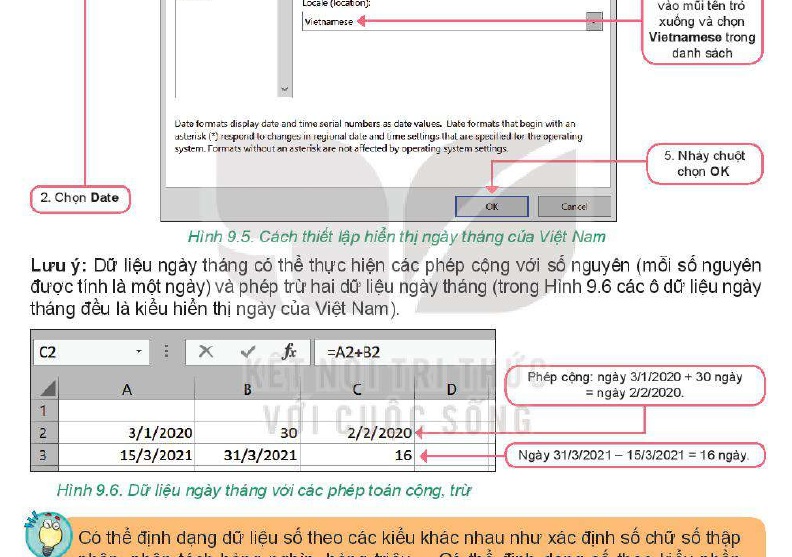 Locale (location):
Vietnamese
vào mũi tên trỏ
xuống và chọn
Vietnamese trong
danh sách
Date formats display date and time serial numbers as date values. Date formats that begin with an
asterisk (*) respond to changes in regional date and time settings that are specified for the operating
system. Formats without an asterisk are not affected by operating system settings.
5. Nháy chuột
chọn OK
2. Chọn Date
OK Cancel
Hình 9.5. Cách thiết lập hiển thị ngày tháng của Việt Nam
Lưu ý: Dữ liệu ngày tháng có thể thực hiện các phép cộng với số nguyên (mỗi số nguyên
được tính là một ngày) và phép trừ hai dữ liệu ngày tháng (trong Hình 9.6 các ô dữ liệu ngày
tháng đều là kiểu hiển thị ngày của Việt Nam).
C2 fx =A2+B2
KẾT NỐI TRI THỨC
A B C D
Phép cộng: ngày 3/1/2020 + 30 ngày
= ngày 2/2/2020.
1
VỚI CUỘC SỐNG
2 3/1/2020 30 2/2/2020
3 15/3/2021 31/3/2021 16
Ngày 31/3/2021 – 15/3/2021 = 16 ngày.
Hình 9.6. Dữ liệu ngày tháng với các phép toán cộng, trừ
Có thể định dạng dữ liệu số theo các kiểu khác nhau như xác định số chữ số thập